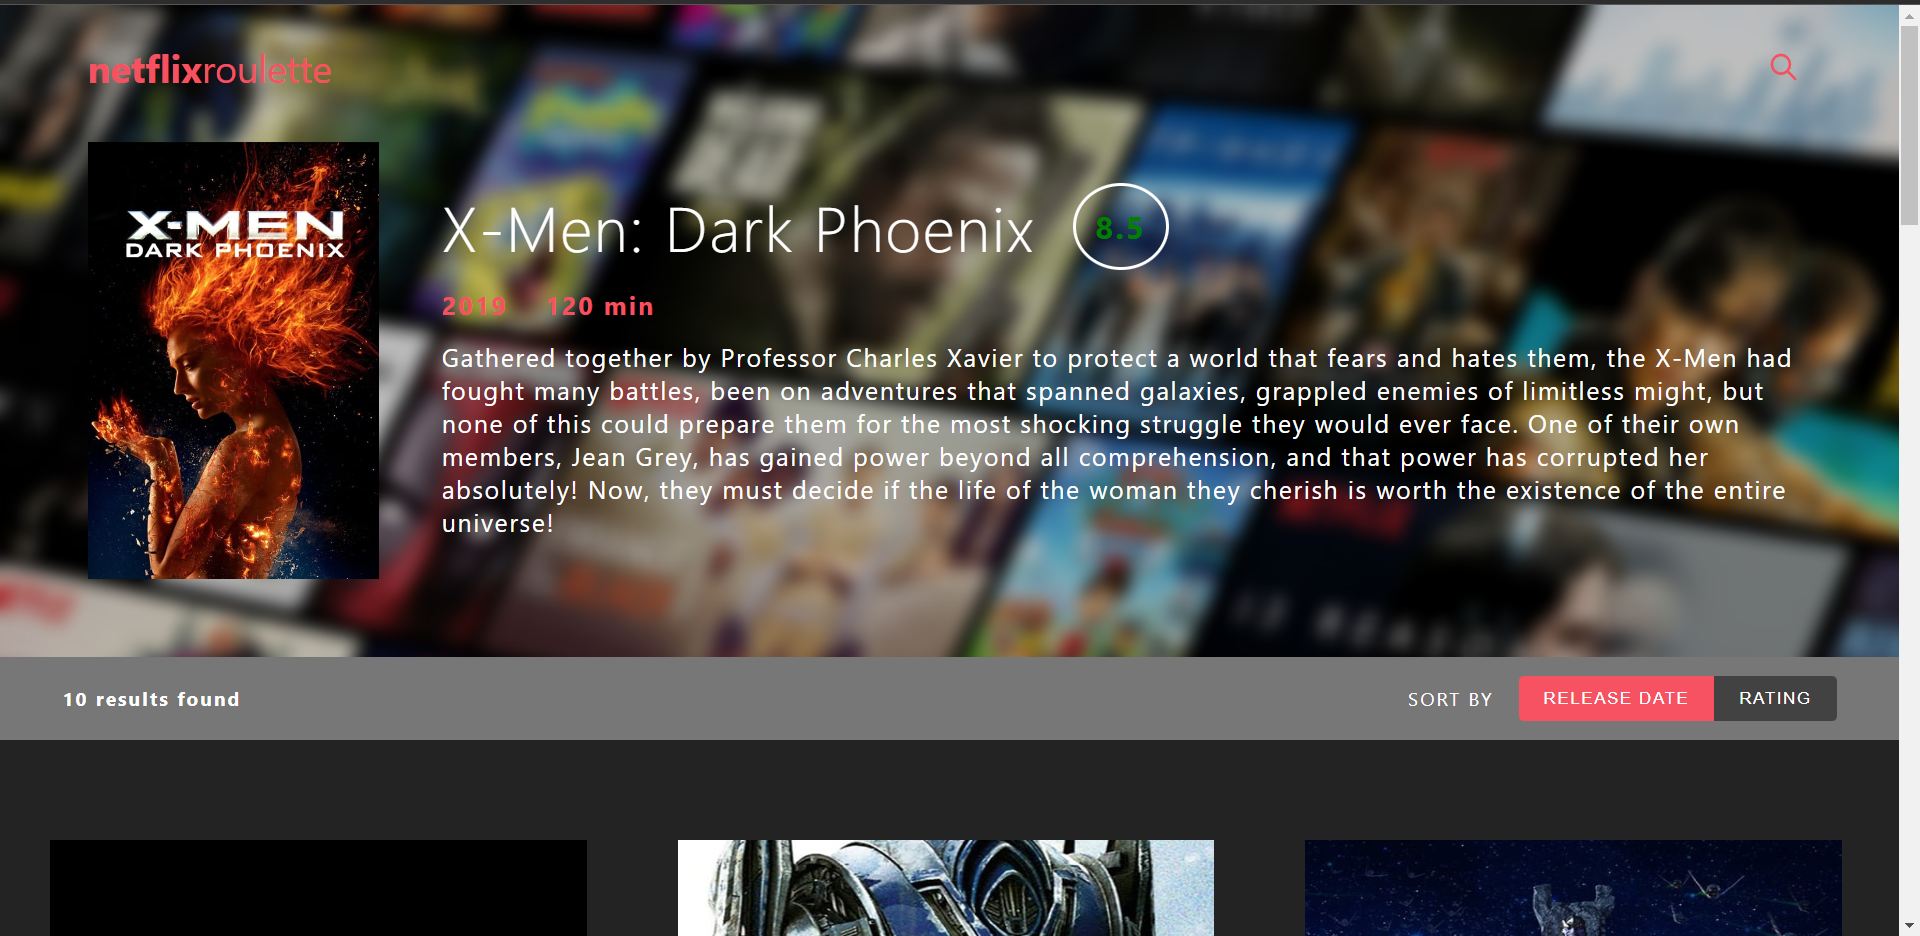 netflixroulette
X-MEN
DARK PHOENIX
X-Men: Dark Phoenix
8.5
2019 120 min
Gathered together by Professor Charles Xavier to protect a world that fears and hates them, the X-Men had
fought many battles, been on adventures that spanned galaxies, grappled enemies of limitless might, but
none of this could prepare them for the most shocking struggle they would ever face. One of their own
members, Jean Grey, has gained power beyond all comprehension, and that power has corrupted her
absolutely! Now, they must decide if the life of the woman they cherish is worth the existence of the entire
universe!
10 results found
SORT BY RELEASE DATE RATING